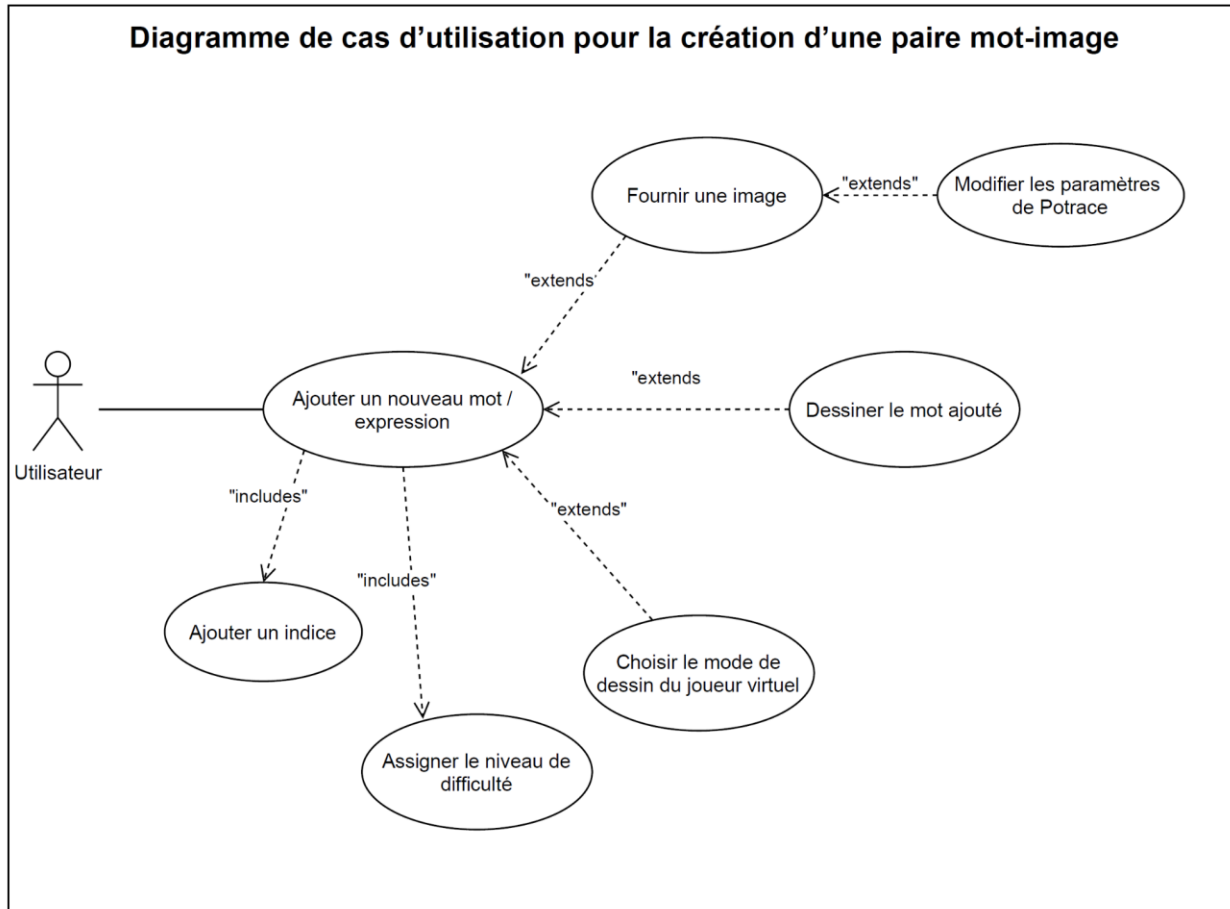 Diagramme de cas d'utilisation pour la création d'une paire mot-image
Fournir une image
"extends"
Modifier les paramètres
de Potrace
"extends'
Ajouter un nouveau mot /
expression
"extends
Dessiner le mot ajouté
Utilisateur
"includes"
"extends"
"includes"
Ajouter un indice
Choisir le mode de
dessin du joueur virtuel
Assigner le niveau de
difficulté